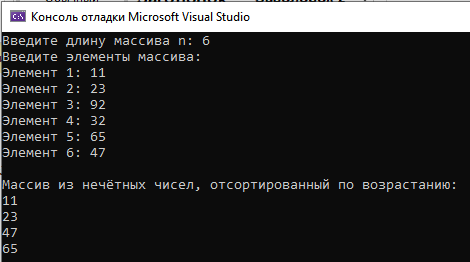 Консоль отладки Microsoft Visual Studio
Введите длину массива n: 6
Введите элементы массива:
Элемент 1: 11
Элемент 2: 23
Элемент 3: 92
Элемент 4: 32
Элемент 5: 65
Элемент 6: 47
Массив из нечётных чисел, отсортированный по возрастанию:
11
23
47
65